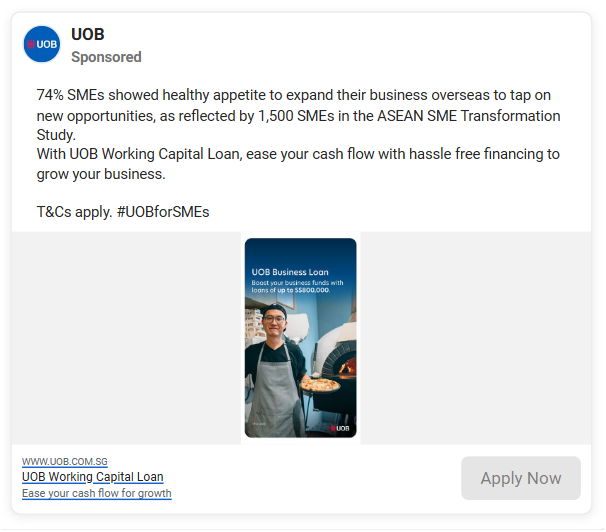 UOB
UOB
Sponsored
74% SMEs showed healthy appetite to expand their business overseas to tap on
new opportunities, as reflected by 1,500 SMEs in the ASEAN SME Transformation
Study.
With UOB Working Capital Loan, ease your cash flow with hassle free financing to
grow your business.
T&Cs apply. #UOBforSMEs
UOB Business Loan
Boost your business funds with
loans of up to S$800,000.
UOB
WWW.UOB.COM.SG
UOB Working Capital Loan
Ease your cash flow for growth
Apply Now